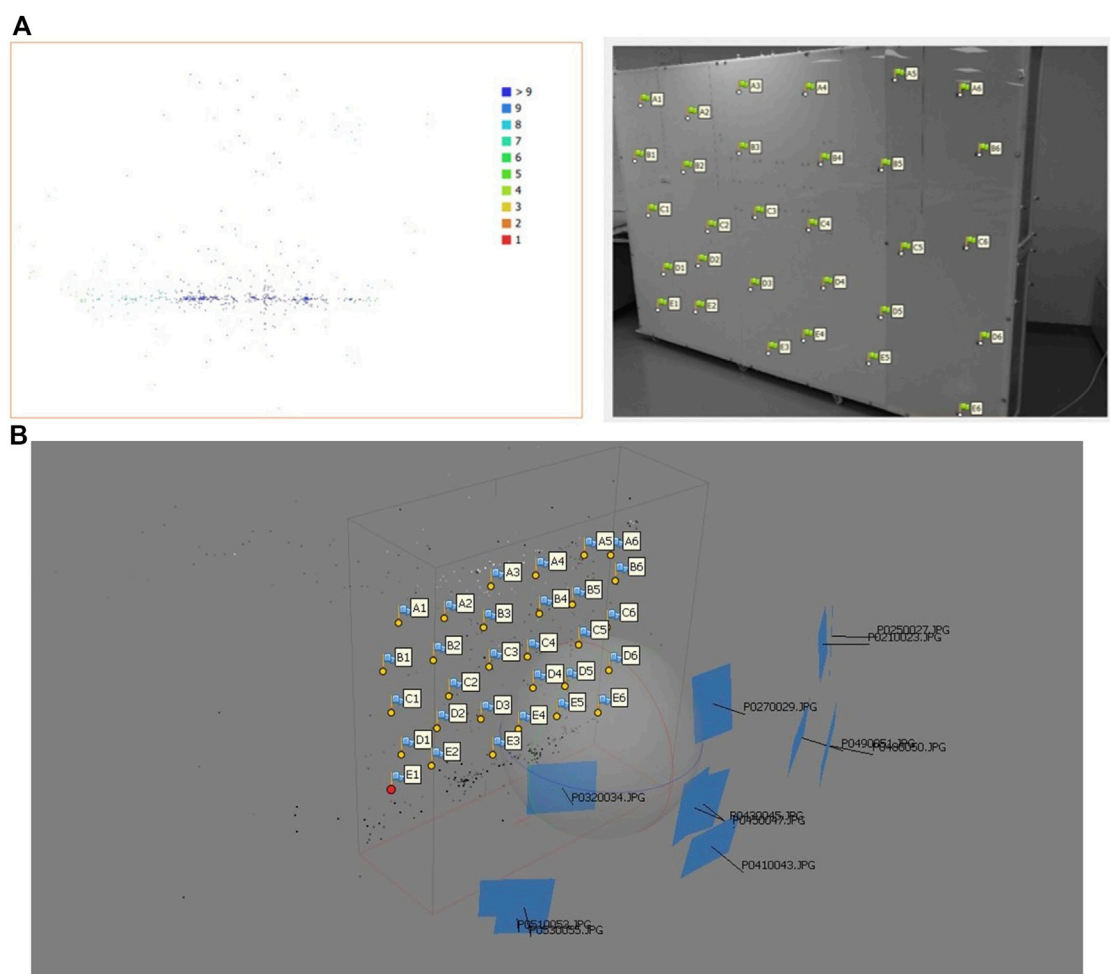 A
> 9
9
8
7
6
5
4
3
2
1
A1
A2
A3
A4
A5
A6
B1
B2
B3
B4
B5
B6
C1
C2
C3
C4
C5
C6
D1
D2
D3
D4
D5
D6
E1
E2
E3
E4
E5
E6
B
A1
A2
A3
A4
A5
A6
B1
B2
B3
B4
B5
B6
C1
C2
C3
C4
C5
C6
D1
D2
D3
D4
D5
D6
E1
E2
E3
E4
E5
E6
P0250027.JPG
P0210023.JPG
P0270029.JPG
P0490051.JPG
P0480050.JPG
P0320034.JPG
P0430045.JPG
P0450047.JPG
P0410043.JPG
P0510053.JPG
P0530055.JPG